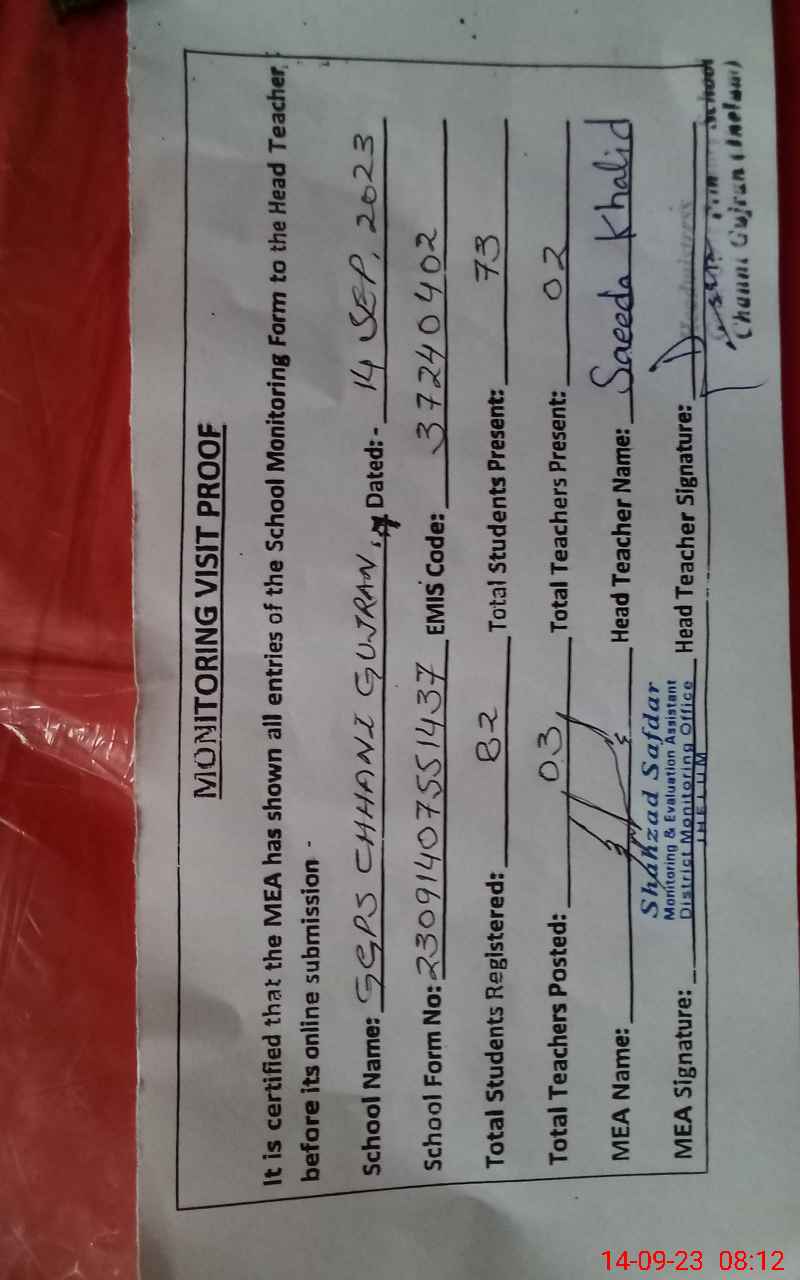 MONITORING VISIT PROOF
It is certified that the MEA has shown all entries of the School Monitoring Form to the Head Teacher
before its online submission -
School Name: GGPS CHHANI GUJRAN, Dated: - 14 SEP, 2023
School Form No: 23091407551437 EMIS Code: 37240402
Total Students Registered: 82 Total Students Present: 73
Total Teachers Posted: 03 Total Teachers Present: 02
MEA Name: Head Teacher Name: Saeeda Khalid
Shahzad Safdar
Monitoring & Evaluation Assistant
District Monitoring Office
JHELUM
MEA Signature: Head Teacher Signature:
School
Channi Gujran (Jhelum)
14-09-23 08:12